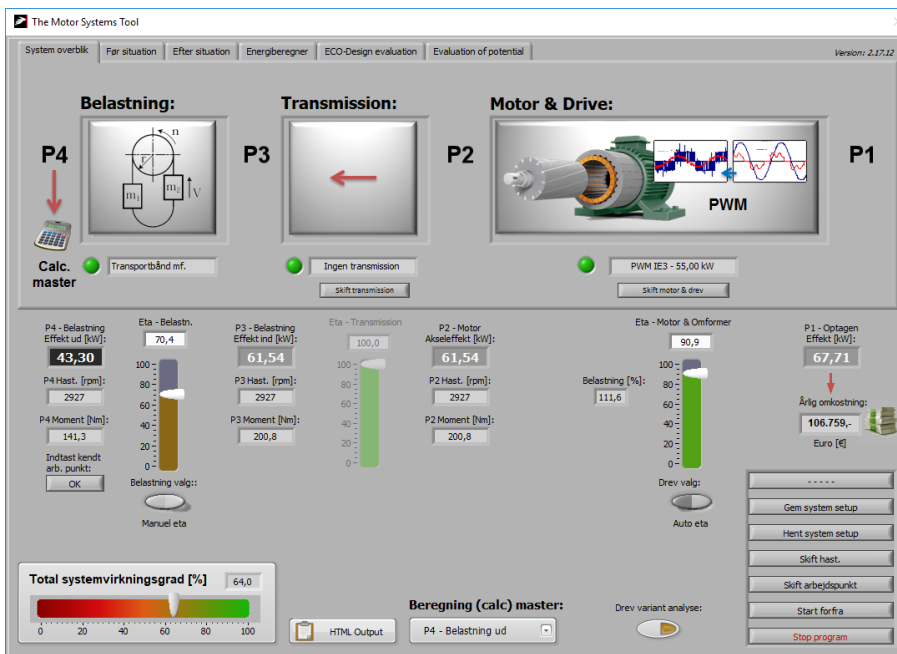 The Motor Systems Tool
System overblik Før situation Efter situation Energiberegner ECO-Design evaluation Evaluation of potential Version: 2.17.12
Belastning: Transmission: Motor & Drive:
P4 P3 P2 P1
n
r
m1 m2 V
PWM
Calc. master
Transportbånd mf. Ingen transmission PWM IE3 - 55,00 kW
Skift transmission Skift motor & drev
P4 - Belastning Effekt ud [kW]:
43,30
P4 Hast. [rpm]:
2927
P4 Moment [Nm]:
141,3
Indtast kendt arb. punkt:
OK
Eta - Belastn.
70,4
100
80
60
40
20
0
Belastning valg::
Manuel eta
P3 - Belastning Effekt ind [kW]:
61,54
P3 Hast. [rpm]:
2927
P3 Moment [Nm]:
200,8
Eta - Transmission
100,0
100
80
60
40
20
0
P2 - Motor Akseleffekt [kW]:
61,54
P2 Hast. [rpm]:
2927
P2 Moment [Nm]:
200,8
Belastning [%]:
111,6
Eta - Motor & Omformer
90,9
100
80
60
40
20
0
Drev valg:
Auto eta
P1 - Optagen Effekt [kW]:
67,71
Årlig omkostning:
106.759,-
Euro [€]
- - - - -
Gem system setup
Hent system setup
Skift hast.
Skift arbejdspunkt
Start forfra
Stop program
Total systemvirkningsgrad [%] 64,0
0 20 40 60 80 100
HTML Output
Beregning (calc) master:
P4 - Belastning ud
Drev variant analyse: